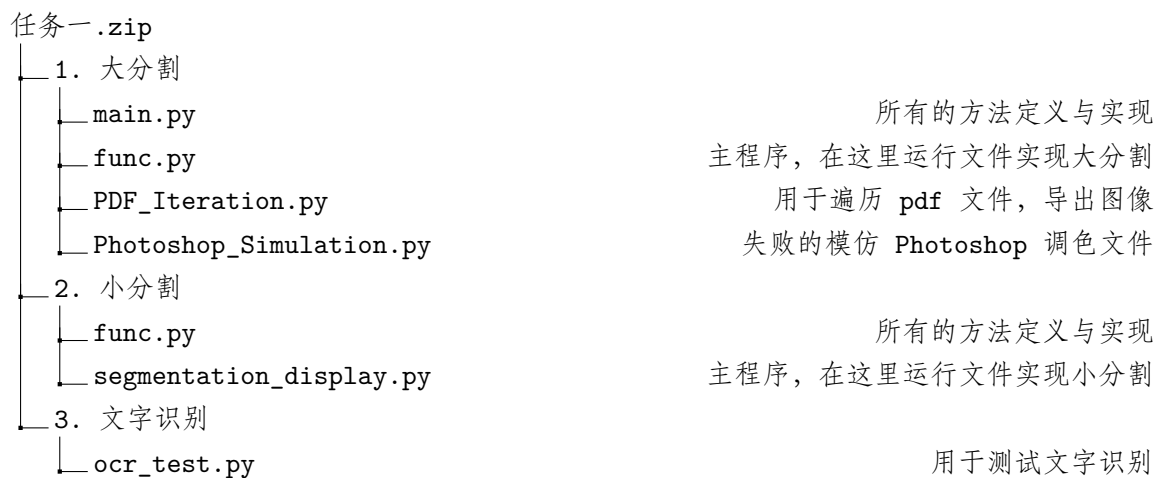 任务一.zip
1. 大分割
main.py 所有的方法定义与实现
func.py 主程序，在这里运行文件实现大分割
PDF_Iteration.py 用于遍历 pdf 文件，导出图像
Photoshop_Simulation.py 失败的模仿 Photoshop 调色文件
2. 小分割
func.py 所有的方法定义与实现
segmentation_display.py 主程序，在这里运行文件实现小分割
3. 文字识别
ocr_test.py 用于测试文字识别